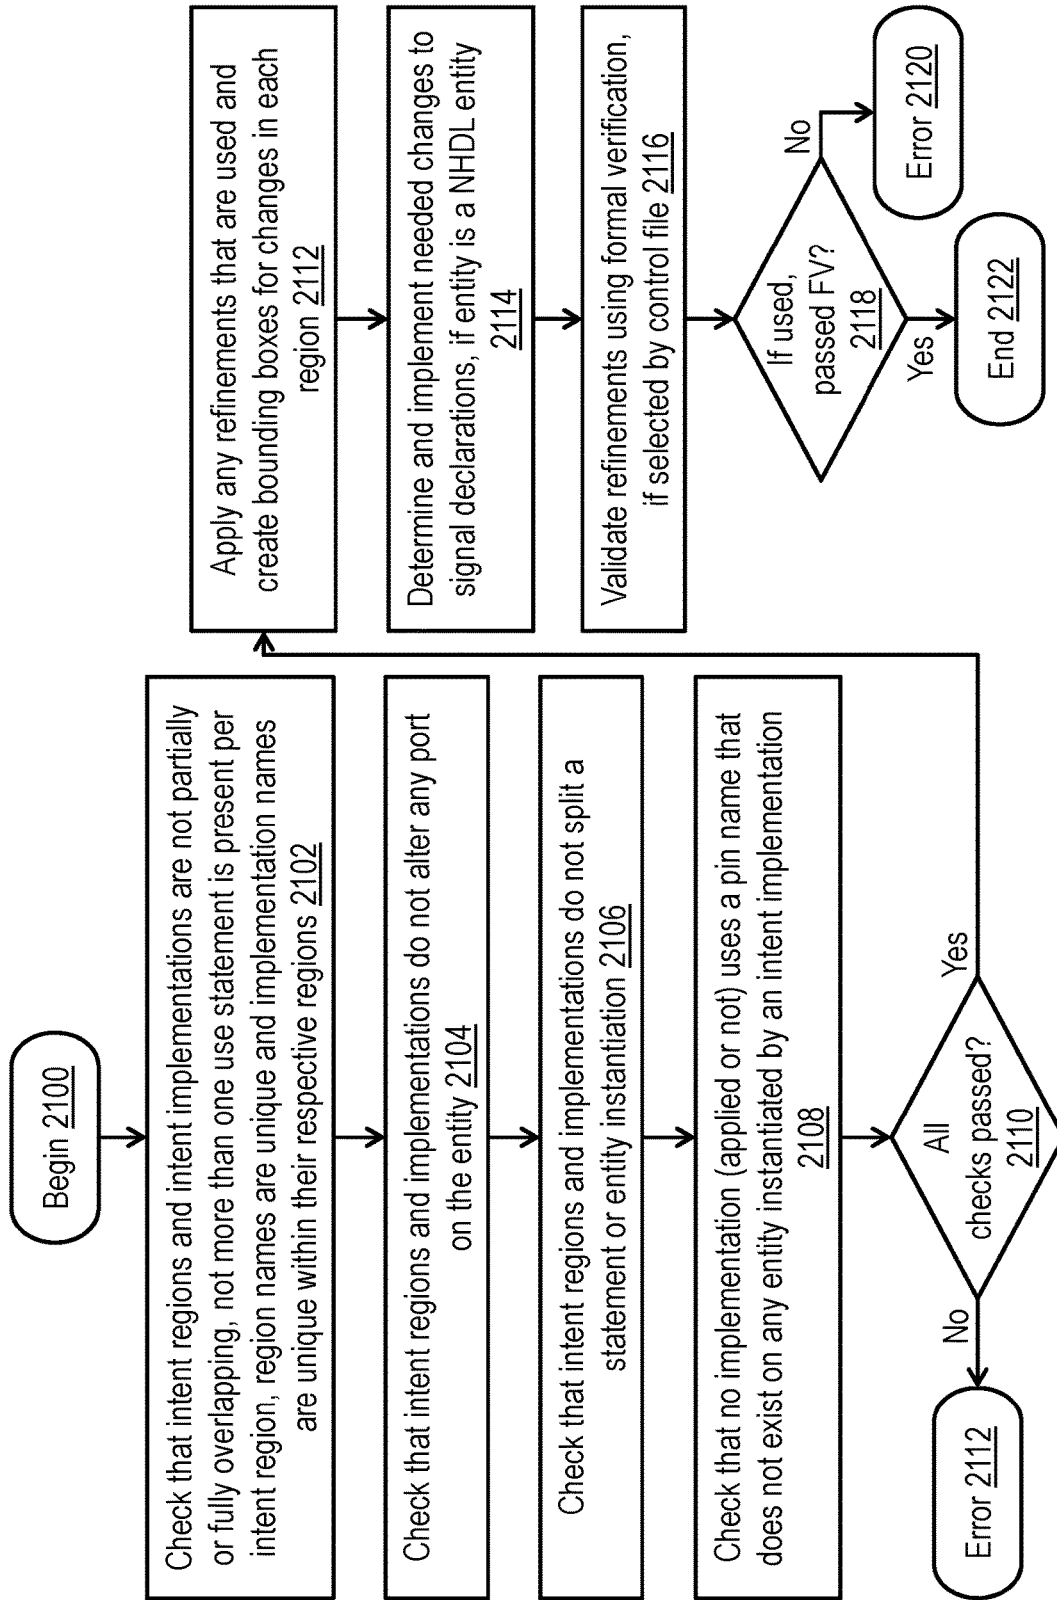 Begin 2100
Check that intent regions and intent implementations are not partially
or fully overlapping, not more than one use statement is present per
intent region, region names are unique and implementation names
are unique within their respective regions 2102
Check that intent regions and implementations do not alter any port
on the entity 2104
Check that intent regions and implementations do not split a
statement or entity instantiation 2106
Check that no implementation (applied or not) uses a pin name that
does not exist on any entity instantiated by an intent implementation
2108
All
checks passed?
2110
No
Yes
Error 2112
Apply any refinements that are used and
create bounding boxes for changes in each
region 2112
Determine and implement needed changes to
signal declarations, if entity is a NHDL entity
2114
Validate refinements using formal verification,
if selected by control file 2116
If used,
passed FV?
2118
No
Yes
Error 2120
End 2122